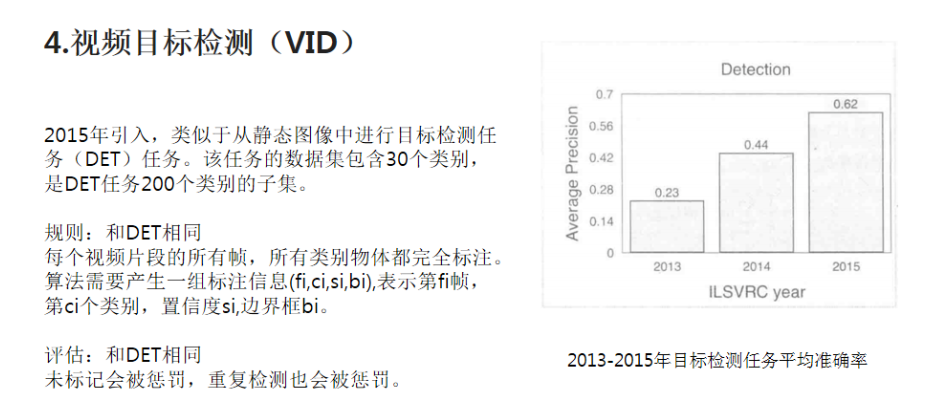 4.视频目标检测（VID）
2015年引入，类似于从静态图像中进行目标检测任
务（DET）任务。该任务的数据集包含30个类别，
是DET任务200个类别的子集。
规则：和DET相同
每个视频片段的所有帧，所有类别物体都完全标注。
算法需要产生一组标注信息(fi,ci,si,bi),表示第fi帧，
第ci个类别，置信度si,边界框bi。
评估：和DET相同
未标记会被惩罚，重复检测也会被惩罚。
Detection
Average Precision
0.7
0.56
0.42
0.28
0.14
0
0.23
0.44
0.62
2013
2014
2015
ILSVRC year
2013-2015年目标检测任务平均准确率